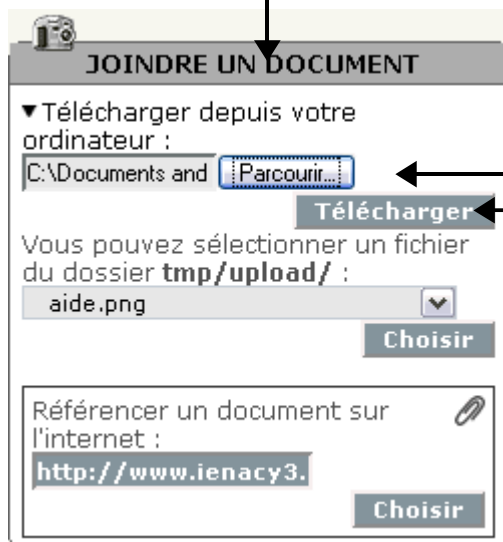 JOINDRE UN DOCUMENT
▼Télécharger depuis votre
ordinateur :
C:\Documents and Parcourir...
Télécharger
Vous pouvez sélectionner un fichier
du dossier tmp/upload/ :
aide.png
Choisir
Référencer un document sur
l'internet :
http://www.ienacy3.
Choisir